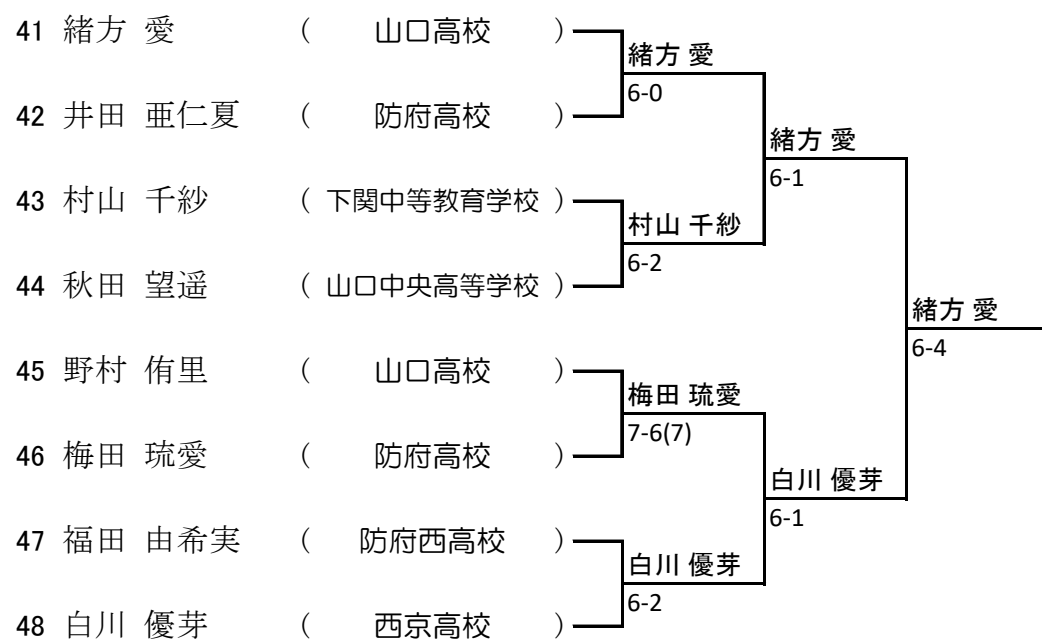 41 緒方 愛 ( 山口高校 )
緒方 愛
6-0
42 井田 亜仁夏 ( 防府高校 )
緒方 愛
6-1
43 村山 千紗 ( 下関中等教育学校 )
村山 千紗
6-2
44 秋田 望遥 ( 山口中央高等学校 )
緒方 愛
6-4
45 野村 侑里 ( 山口高校 )
梅田 琉愛
7-6(7)
46 梅田 琉愛 ( 防府高校 )
白川 優芽
6-1
47 福田 由希実 ( 防府西高校 )
白川 優芽
6-2
48 白川 優芽 ( 西京高校 )